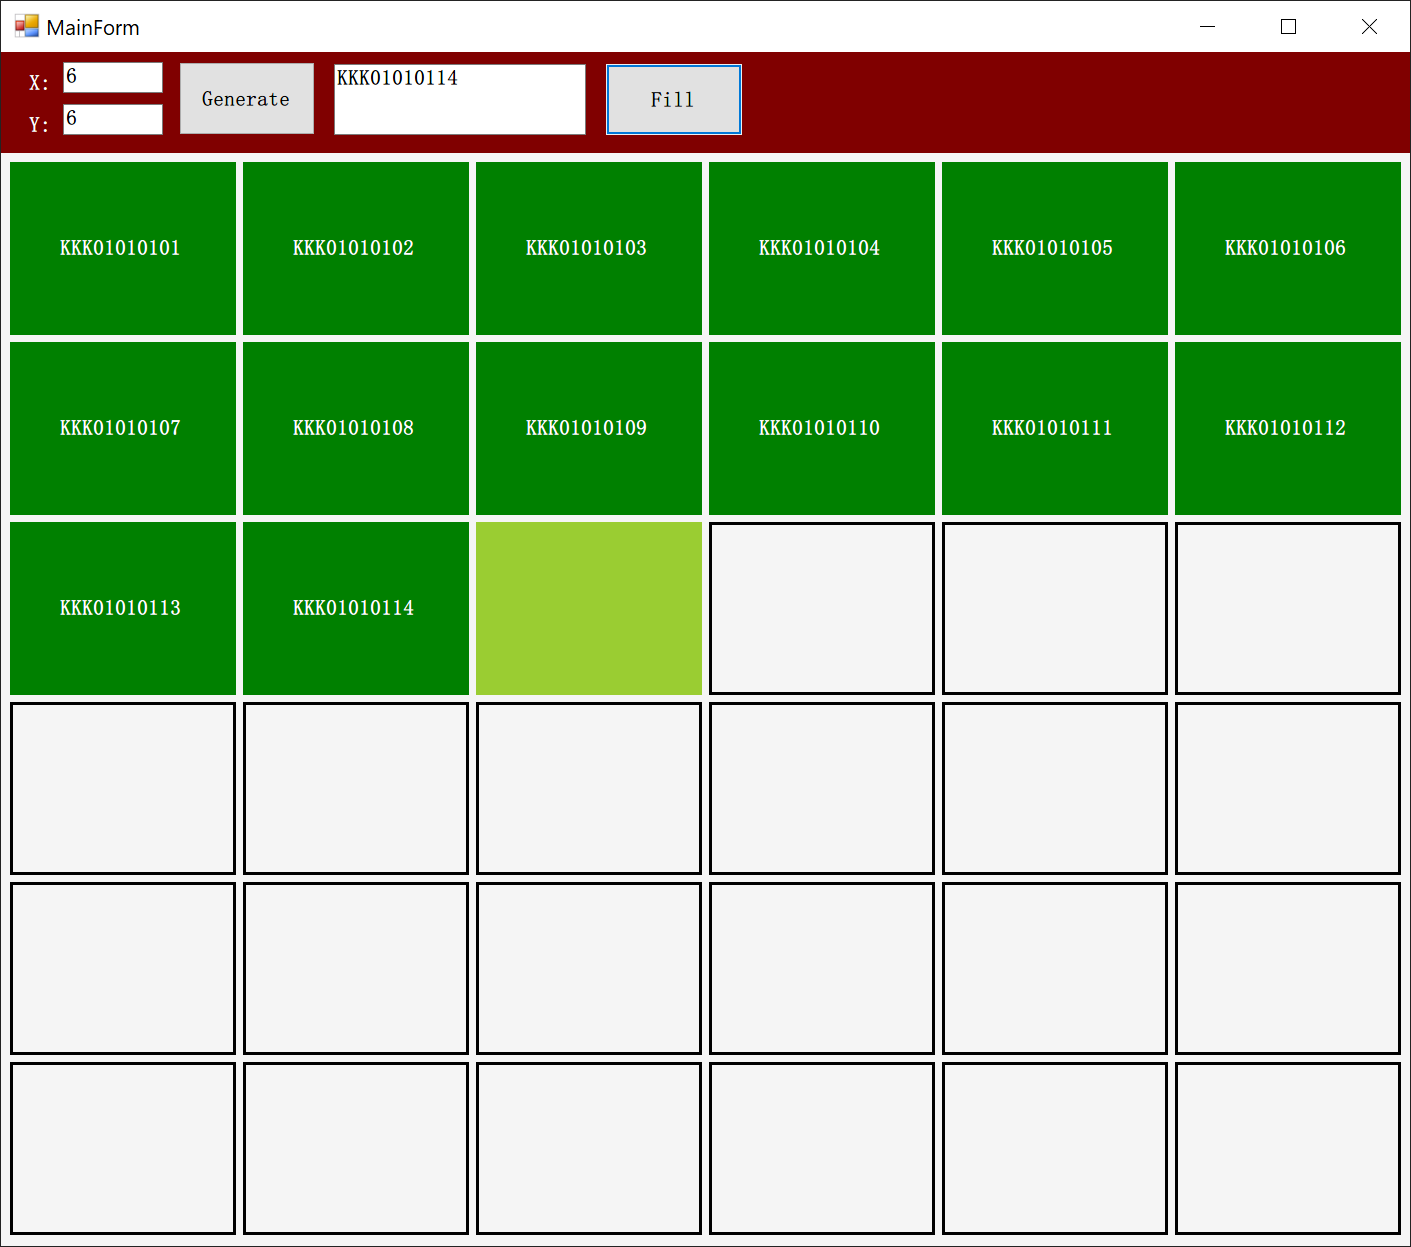 MainForm
X: 6
Y: 6
Generate
KKK01010114
Fill
KKK01010101 KKK01010102 KKK01010103 KKK01010104 KKK01010105 KKK01010106
KKK01010107 KKK01010108 KKK01010109 KKK01010110 KKK01010111 KKK01010112
KKK01010113 KKK01010114